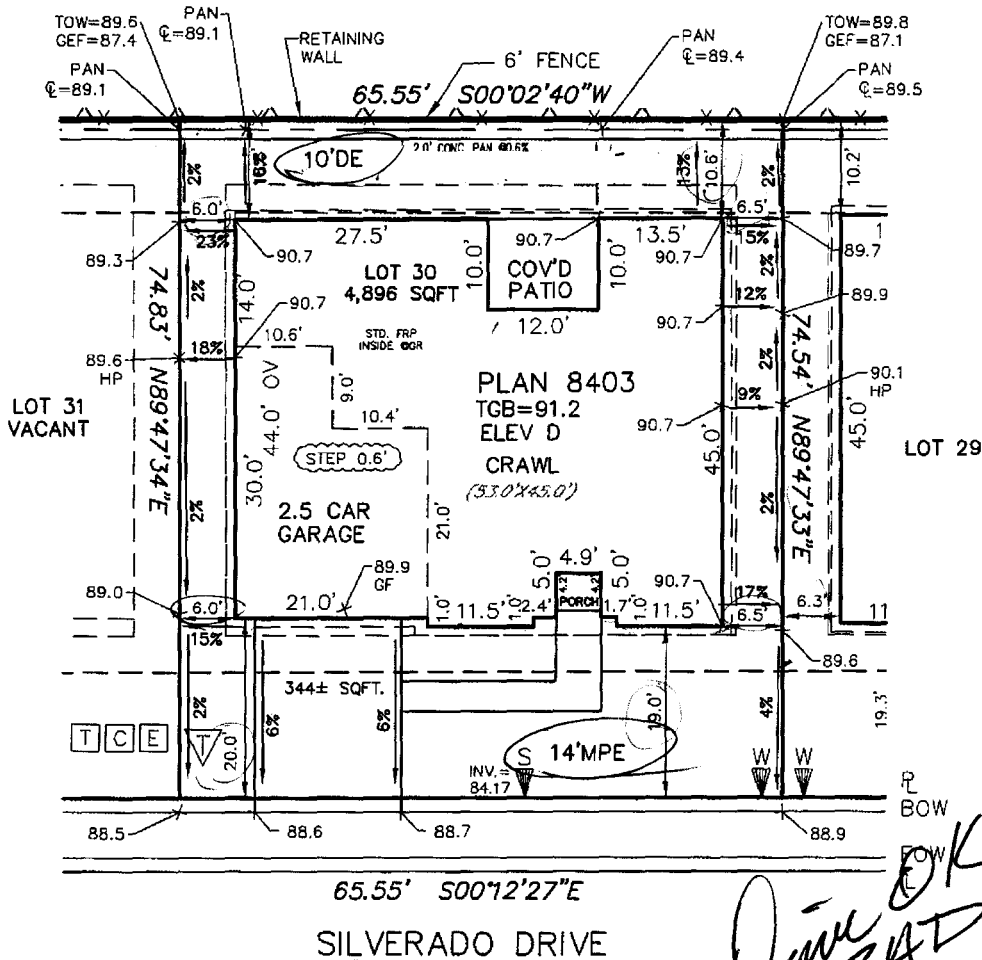 TOW=89.6
GEF=87.4
PAN
℄=89.1
PAN
℄=89.1
RETAINING
WALL
6' FENCE
65.55' S00°02'40"W
PAN
℄=89.4
TOW=89.8
GEF=87.1
PAN
℄=89.5
2%
16%
10'DE
2.0' CONC PAN @0.6%
13%
10.6'
2%
10.2'
6.0'
23%
89.3
90.7
27.5'
90.7
13.5'
90.7
6.5'
15%
89.7
74.83' N89°47'34"E
2%
14.0'
LOT 30
4,896 SQFT
10.0'
COV'D
PATIO
10.0'
12.0'
2%
12%
90.7
89.9
90.7
10.6'
STD. FRP
INSIDE @GR
89.6
HP
18%
44.0' OV
9.0'
10.4'
PLAN 8403
TGB=91.2
ELEV D
CRAWL
(53.0'X45.0')
2%
9%
90.7
90.1
HP
74.54' N89°47'33"E
45.0'
45.0'
LOT 31
VACANT
LOT 29
STEP 0.6'
30.0'
2%
2.5 CAR
GARAGE
21.0'
2%
89.0
6.0'
15%
21.0'
89.9
GF
1.0'
11.5'
1.0'
2.4'
5.0'
4.9'
4.2
4.2
PORCH
5.0'
1.7'
1.0'
11.5'
90.7
17%
6.5'
6.3'
11
89.6
344± SQFT.
2%
20.0'
6%
6%
19.0'
4%
19.3'
T C E
T
14'MPE
INV.=
84.17
S
W
W
℄
BOW
88.5
88.6
88.7
88.9
FOW
65.55' S00°12'27"E
SILVERADO DRIVE
OK